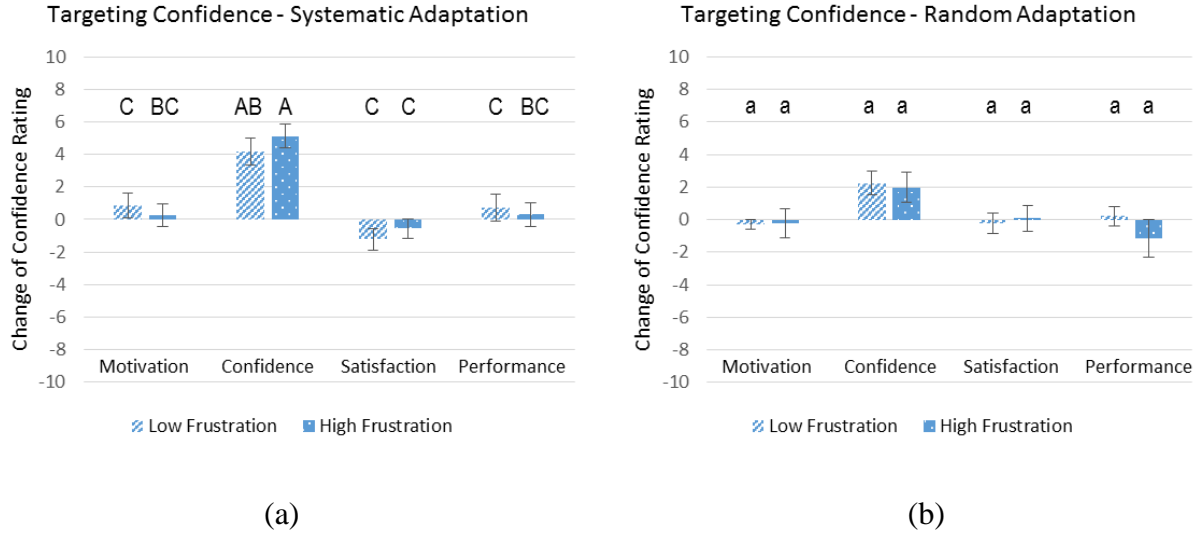 Targeting Confidence - Systematic Adaptation
Change of Confidence Rating
10
8
6
4
2
0
-2
-4
-6
-8
-10
C BC AB A C C C BC
Motivation Confidence Satisfaction Performance
Low Frustration High Frustration
(a)
Targeting Confidence - Random Adaptation
Change of Confidence Rating
10
8
6
4
2
0
-2
-4
-6
-8
-10
a a a a a a a a
Motivation Confidence Satisfaction Performance
Low Frustration High Frustration
(b)